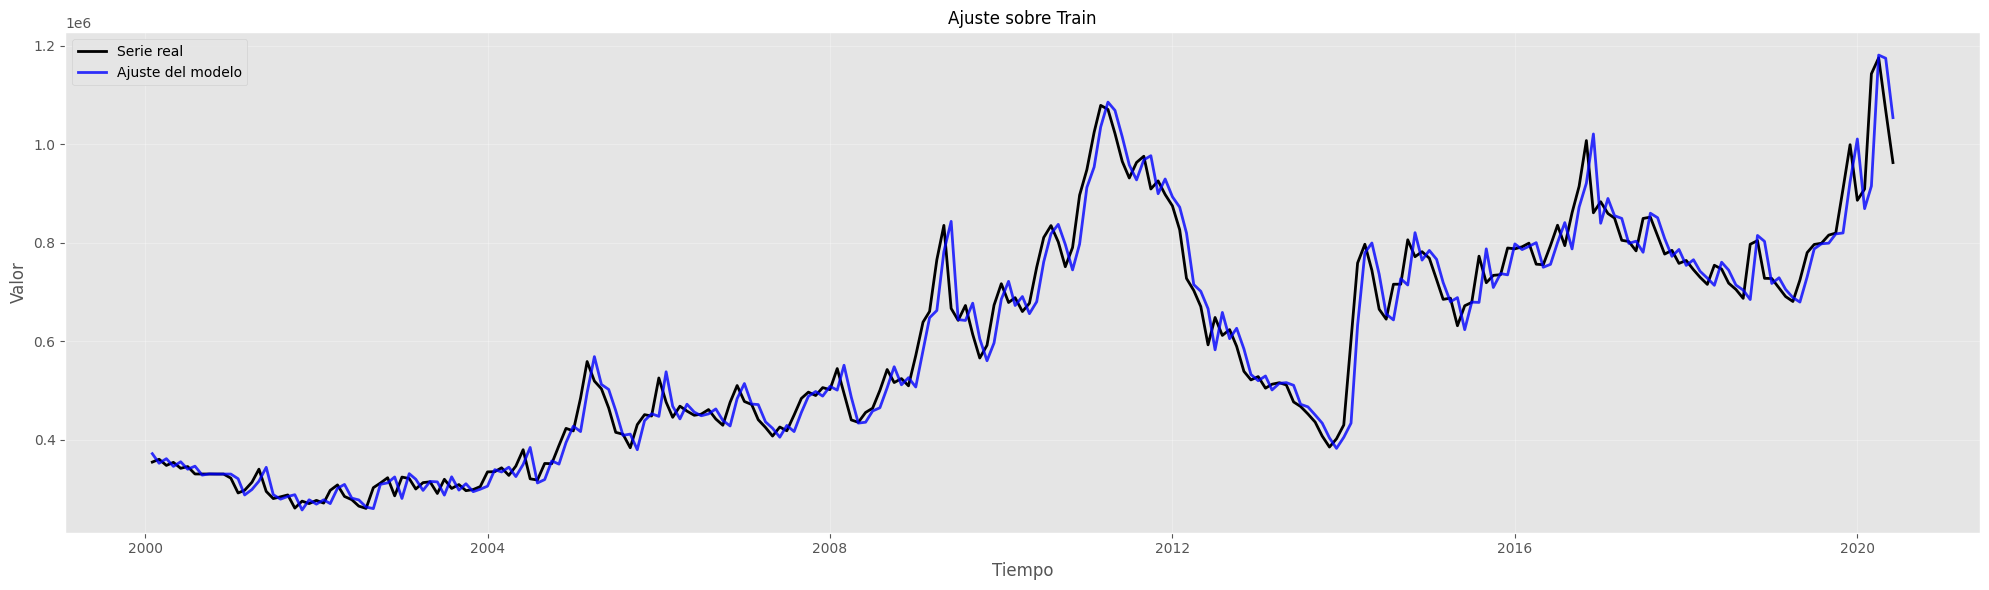 Ajuste sobre Train
1e6
Serie real
Ajuste del modelo
1.2
1.0
0.8
0.6
0.4
Valor
2000 2004 2008 2012 2016 2020
Tiempo